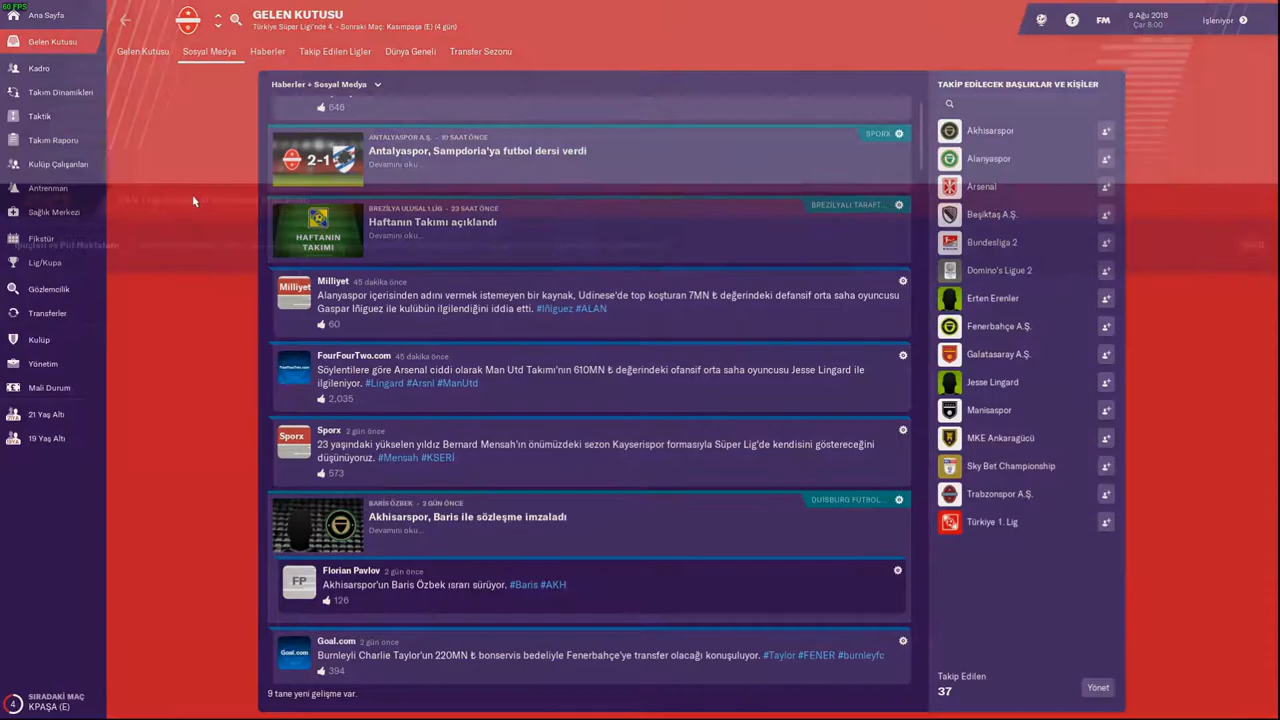 60 FPS
Ana Sayfa
Gelen Kutusu
Kadro
Takım Dinamikleri
Taktik
Takım Raporu
Kulüp Çalışanları
Antrenman
Sağlık Merkezi
Fikstür
Lig/Kupa
Gözlemcilik
Transferler
Kulüp
Yönetim
Mali Durum
21 Yaş Altı
19 Yaş Altı
4
SIRADAKİ MAÇ
KPAŞA (E)
GELEN KUTUSU
Türkiye Süper Ligi'nde 4. - Sonraki Maç: Kasımpaşa (E) (4 gün)
?
FM
8 Ağu 2018
Çar 8:00
İşleniyor
Gelen Kutusu
Sosyal Medya
Haberler
Takip Edilen Ligler
Dünya Geneli
Transfer Sezonu
Haberler + Sosyal Medya
646
2-1
ANTALYASPOR A.Ş. - 19 SAAT ÖNCE
SPORX
Antalyaspor, Sampdoria'ya futbol dersi verdi
Devamını oku...
HAFTANIN
TAKIMI
BREZİLYA ULUSAL 1.LİG - 23 SAAT ÖNCE
BREZİLYALI TARAFT...
Haftanın Takımı açıklandı
Devamını oku...
Milliyet
Milliyet 45 dakika önce
Alanyaspor içerisinden adını vermek istemeyen bir kaynak, Udinese'de top koşturan 7MN ₺ değerindeki defansif orta saha oyuncusu
Gaspar Iñiguez ile kulübün ilgilendiğini iddia etti. #Iñiguez #ALAN
60
FourFourTwo.com
FourFourTwo.com 45 dakika önce
Söylentilere göre Arsenal ciddi olarak Man Utd Takımı'nın 610MN ₺ değerindeki ofansif orta saha oyuncusu Jesse Lingard ile
ilgileniyor. #Lingard #Arsnl #ManUtd
2,035
Sporx
Sporx 2 gün önce
23 yaşındaki yükselen yıldız Bernard Mensah'ın önümüzdeki sezon Kayserispor formasıyla Süper Lig'de kendisini göstereceğini
düşünüyoruz. #Mensah #KSERİ
573
BARIS ÖZBEK - 2 GÜN ÖNCE
DUISBURG FUTBOL...
Akhisarspor, Baris ile sözleşme imzaladı
Devamını oku...
FP
Florian Pavlov 2 gün önce
Akhisarspor'un Baris Özbek ısrarı sürüyor. #Baris #AKH
126
Goal.com
Goal.com 2 gün önce
Burnleyli Charlie Taylor'un 220MN ₺ bonservis bedeliyle Fenerbahçe'ye transfer olacağı konuşuluyor. #Taylor #FENER #burnleyfc
394
9 tane yeni gelişme var.
TAKİP EDİLECEK BAŞLIKLAR VE KİŞİLER
Akhisarspor
Alanyaspor
Arsenal
Beşiktaş A.Ş.
Bundesliga 2
Domino's Ligue 2
Erten Erenler
Fenerbahçe A.Ş.
Galatasaray A.Ş.
Jesse Lingard
Manisaspor
MKE Ankaragücü
Sky Bet Championship
Trabzonspor A.Ş.
Türkiye 1. Lig
Takip Edilen
37
Yönet